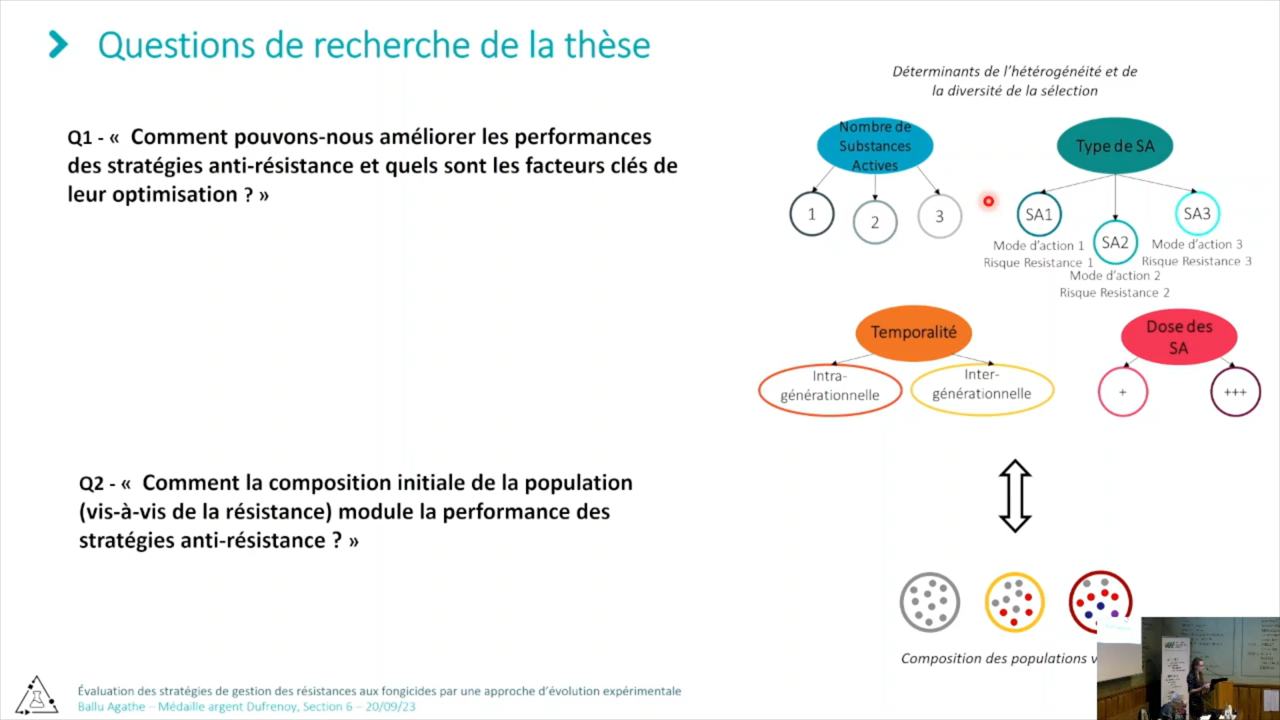 Questions de recherche de la thèse
Déterminants de l'hétérogénéité et de
la diversité de la sélection
Q1 - « Comment pouvons-nous améliorer les performances
des stratégies anti-résistance et quels sont les facteurs clés de
leur optimisation ? »
Nombre de
Substances
Actives
1
2
3
Type de SA
SA1
SA2
SA3
Mode d'action 1
Risque Resistance 1
Mode d'action 2
Risque Resistance 2
Mode d'action 3
Risque Resistance 3
Temporalité
Intra-
générationnelle
Inter-
générationnelle
Dose des
SA
+
+++
Q2 - « Comment la composition initiale de la population
(vis-à-vis de la résistance) module la performance des
stratégies anti-résistance ? »
Composition des populations
Évaluation des stratégies de gestion des résistances aux fongicides par une approche d'évolution expérimentale
Ballu Agathe – Médaille argent Dufrenoy, Section 6 – 20/09/23